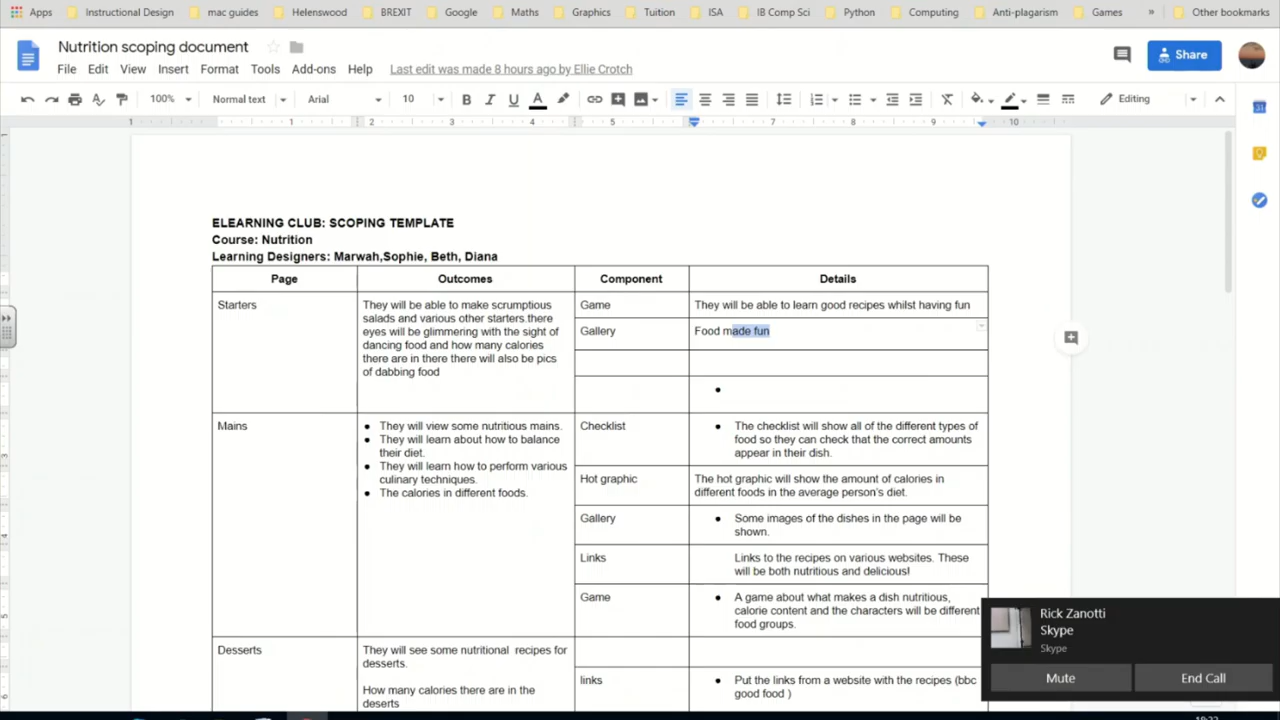 Apps Instructional Design mac guides Helenswood BREXIT Google Maths Graphics Tuition ISA IB Comp Sci Python Computing Anti-plagarism Games » Other bookmarks
Nutrition scoping document
Share
File Edit View Insert Format Tools Add-ons Help Last edit was made 8 hours ago by Ellie Crotch
100% Normal text Arial 10 B I U A Editing
1 1 2 3 4 5 7 8 9 10
ELEARNING CLUB: SCOPING TEMPLATE
Course: Nutrition
Learning Designers: Marwah,Sophie, Beth, Diana
Page Outcomes Component Details
Starters
They will be able to make scrumptious
salads and various other starters.there
eyes will be glimmering with the sight of
dancing food and how many calories
there are in there there will also be pics
of dabbing food
Game
They will be able to learn good recipes whilst having fun
Gallery
Food made fun
Mains
• They will view some nutritious mains.
• They will learn about how to balance
their diet.
• They will learn how to perform various
culinary techniques.
• The calories in different foods.
Checklist
• The checklist will show all of the different types of
food so they can check that the correct amounts
appear in their dish.
Hot graphic
The hot graphic will show the amount of calories in
different foods in the average person's diet.
Gallery
• Some images of the dishes in the page will be
shown.
Links
Links to the recipes on various websites. These
will be both nutritious and delicious!
Game
• A game about what makes a dish nutritious,
calorie content and the characters will be different
food groups.
Desserts
They will see some nutritional recipes for
desserts.
How many calories there are in the
deserts
links
• Put the links from a website with the recipes (bbc
good food )
Rick Zanotti
Skype
Skype
Mute End Call